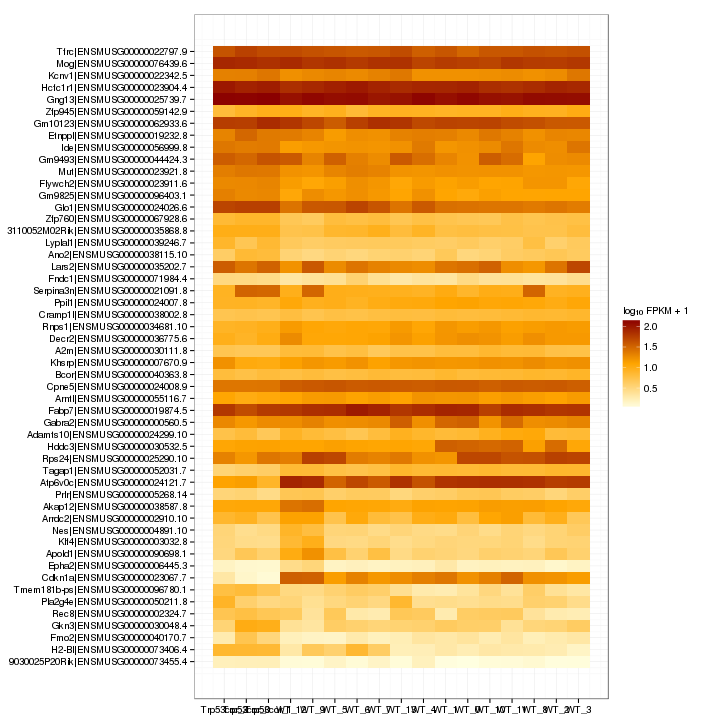 Tfrc|ENSMUSG00000022797.9
Mog|ENSMUSG00000076439.6
Kcnv1|ENSMUSG00000022342.5
Hcfc1r1|ENSMUSG00000023904.4
Gng13|ENSMUSG00000025739.7
Zfp945|ENSMUSG00000059142.9
Gm10123|ENSMUSG00000062933.6
Etnppl|ENSMUSG00000019232.8
Ide|ENSMUSG00000056999.8
Gm9493|ENSMUSG00000044424.3
Mut|ENSMUSG00000023921.8
Flywch2|ENSMUSG00000023911.6
Gm9825|ENSMUSG00000096403.1
Glo1|ENSMUSG00000024026.6
Zfp760|ENSMUSG00000067928.6
3110052M02Rik|ENSMUSG00000035868.8
Lyplal1|ENSMUSG00000039246.7
Ano2|ENSMUSG00000038115.10
Lars2|ENSMUSG00000035202.7
Fndc1|ENSMUSG00000071984.4
Serpina3n|ENSMUSG00000021091.8
Ppil1|ENSMUSG00000024007.8
Cramp1l|ENSMUSG00000038002.8
Rnps1|ENSMUSG00000034681.10
Decr2|ENSMUSG00000036775.6
A2m|ENSMUSG00000030111.8
Khsrp|ENSMUSG00000007670.9
Bcor|ENSMUSG00000040363.8
Cpne5|ENSMUSG00000024008.9
Arntl|ENSMUSG00000055116.7
Fabp7|ENSMUSG00000019874.5
Gabra2|ENSMUSG00000000560.5
Adamts10|ENSMUSG00000024299.10
Hddc3|ENSMUSG00000030532.5
Rps24|ENSMUSG00000025290.10
Tagap1|ENSMUSG00000052031.7
Atp6v0c|ENSMUSG00000024121.7
Prlr|ENSMUSG00000005268.14
Akap12|ENSMUSG00000038587.8
Arrdc2|ENSMUSG00000002910.10
Nes|ENSMUSG00000004891.10
Klf4|ENSMUSG00000003032.8
Apold1|ENSMUSG00000090698.1
Epha2|ENSMUSG00000006445.3
Cdkn1a|ENSMUSG00000023067.7
Tmem181b-ps|ENSMUSG00000096780.1
Pla2g4e|ENSMUSG00000050211.8
Rec8|ENSMUSG00000002324.7
Gkn3|ENSMUSG00000030048.4
Fmo2|ENSMUSG00000040170.7
H2-Bl|ENSMUSG00000073406.4
9030025P20Rik|ENSMUSG00000073455.4
log₁₀ FPKM + 1
2.0
1.5
1.0
0.5
WT_3